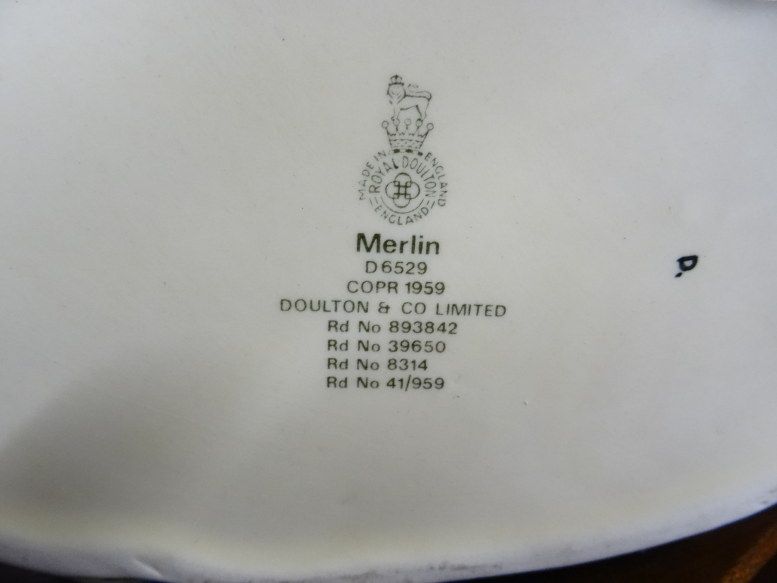 MADE IN ENGLAND
ROYAL DOULTON
ENGLAND
Merlin
D6529
COPR 1959
DOULTON & CO LIMITED
Rd No 893842
Rd No 39650
Rd No 8314
Rd No 41/959
D.